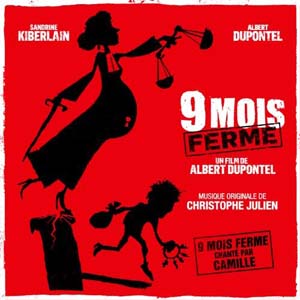 SANDRINE
KIBERLAIN
ALBERT
DUPONTEL
9 MOIS
FERME
UN FILM DE
ALBERT DUPONTEL
MUSIQUE ORIGINALE DE
CHRISTOPHE JULIEN
9 MOIS FERME
CHANTÉ PAR
CAMILLE